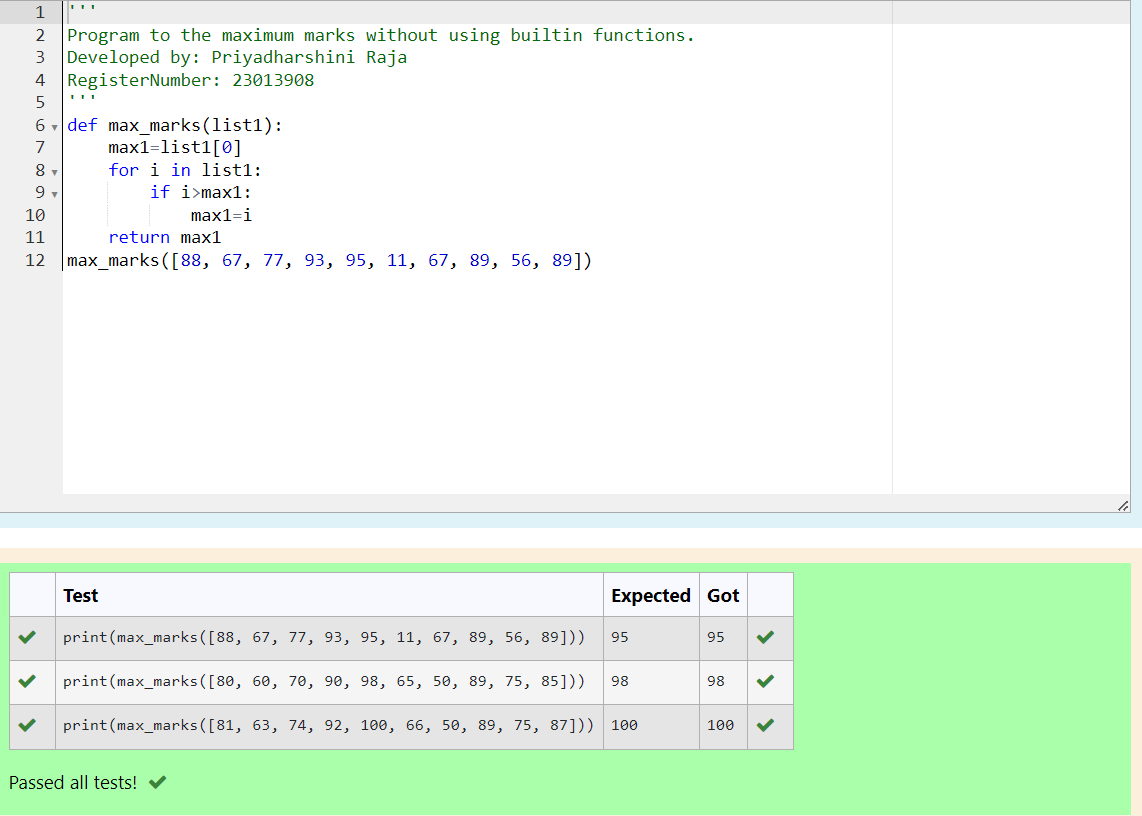 1 '''
2 Program to the maximum marks without using builtin functions.
3 Developed by: Priyadharshini Raja
4 RegisterNumber: 23013908
5 '''
6 def max_marks(list1):
7     max1=list1[0]
8     for i in list1:
9         if i>max1:
10             max1=i
11     return max1
12 max_marks([88, 67, 77, 93, 95, 11, 67, 89, 56, 89])
Test Expected Got
print(max_marks([88, 67, 77, 93, 95, 11, 67, 89, 56, 89])) 95 95
print(max_marks([80, 60, 70, 90, 98, 65, 50, 89, 75, 85])) 98 98
print(max_marks([81, 63, 74, 92, 100, 66, 50, 89, 75, 87])) 100 100
Passed all tests!